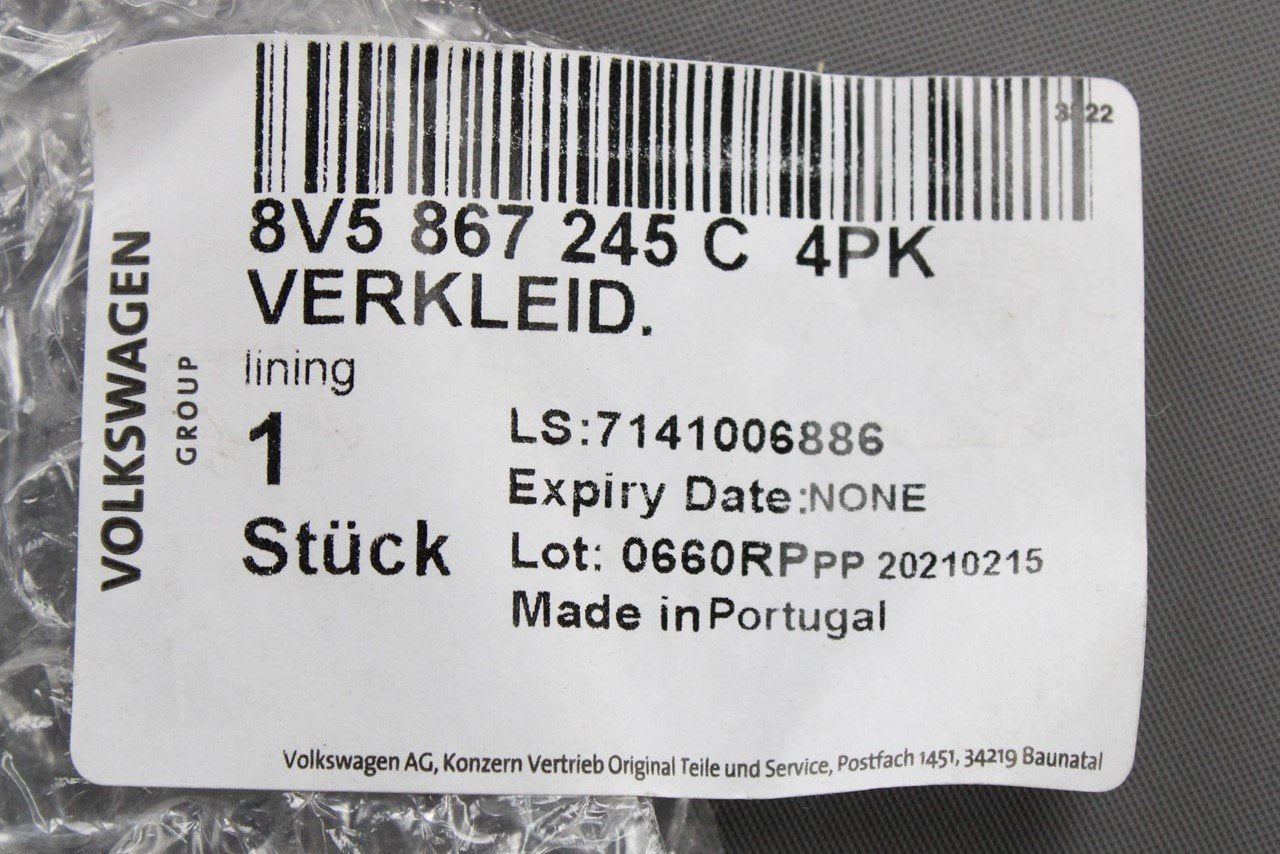 8V5 867 245 C 4PK
VERKLEID.
lining
1
Stück
LS:7141006886
Expiry Date:NONE
Lot: 0660RPPP 20210215
Made in Portugal
VOLKSWAGEN
GROUP
Volkswagen AG, Konzern Vertrieb Original Teile und Service, Postfach 1451, 34219 Baunatal